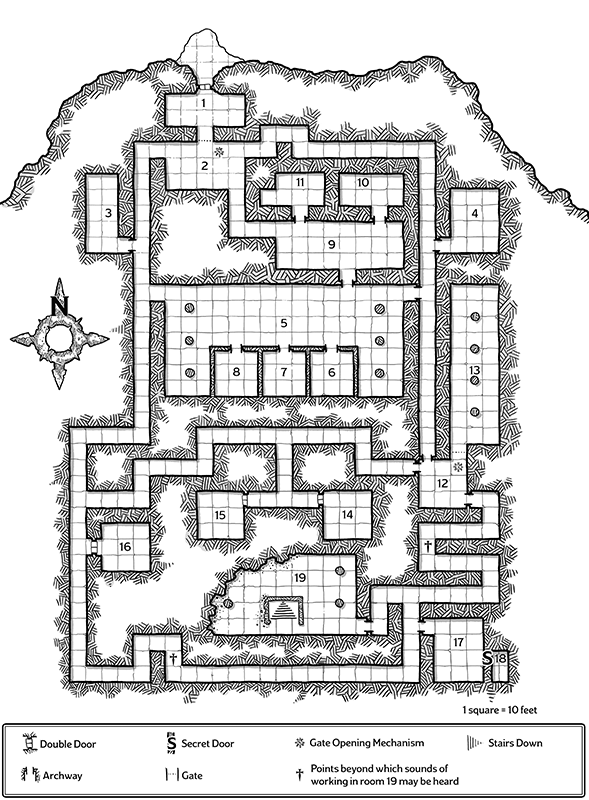 1
2
11
10
3
4
9
N
5
13
8
7
6
12
15
14
16
†
19
17
S
18
†
1 square = 10 feet
Double Door
S Secret Door
Gate Opening Mechanism
Stairs Down
Archway
Gate
† Points beyond which sounds of
working in room 19 may be heard